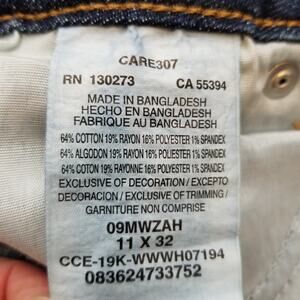 CARE307
RN 130273 CA 55394
MADE IN BANGLADESH
HECHO EN BANGLADESH
FABRIQUE AU BANGLADESH
64% COTTON 19% RAYON 16% POLYESTER 1% SPANDEX
64% ALGODON 19% RAYON 16% POLYESTER 1% SPANDEX
64% COTON 19% RAYONNE 16% POLYESTER 1% SPANDEX
EXCLUSIVE OF DECORATION / EXCEPTO
DECORACION / EXCLUSIVE OF TRIMMING /
GARNITURE NON COMPRISE
09MWZAH
11 X 32
CCE-19K-WWWH07194
083624733752